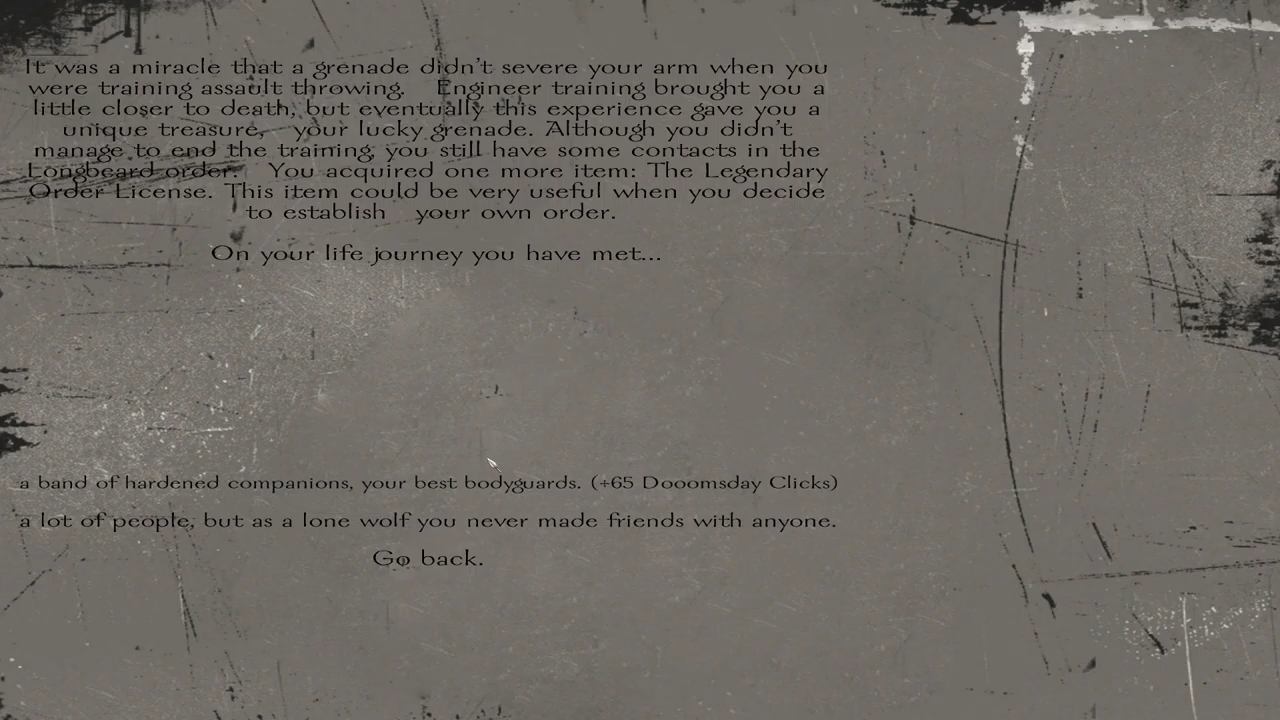 It was a miracle that a grenade didn't severe your arm when you
were training assault throwing. Engineer training brought you a
little closer to death, but eventually this experience gave you a
unique treasure, your lucky grenade. Although you didn't
manage to end the training, you still have some contacts in the
Longbeard order. You acquired one more item: The Legendary
Order License. This item could be very useful when you decide
to establish your own order.
On your life journey you have met...
a band of hardened companions, your best bodyguards. (+65 Dooomsday Clicks)
a lot of people, but as a lone wolf you never made friends with anyone.
Go back.